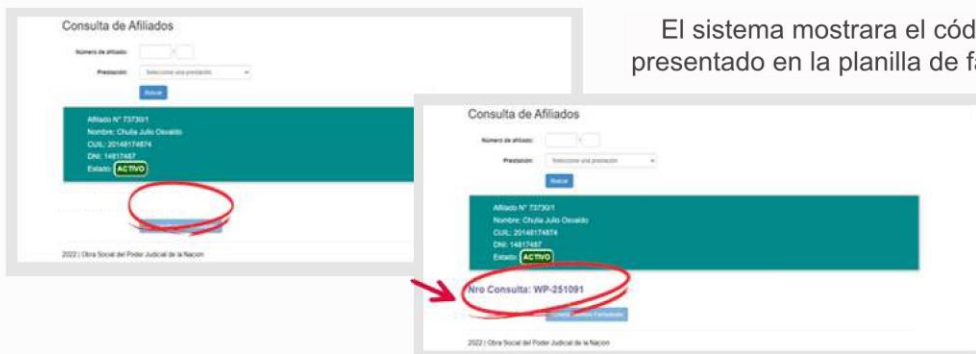 Consulta de Afiliados
Número de afiliado:
Prestación: Seleccione una prestación
Buscar
Afiliado N° 73730/1
Nombre: Chulia Julio Osvaldo
CUIL: 20148174874
DNI: 14817487
Estado: ACTIVO
2022 | Obra Social del Poder Judicial de la Nacion
El sistema mostrara el cód
presentado en la planilla de fa
Consulta de Afiliados
Número de afiliado:
Prestación: Seleccione una prestación
Buscar
Afiliado N° 73730/1
Nombre: Chulia Julio Osvaldo
CUIL: 20148174874
DNI: 14817487
Estado: ACTIVO
Nro Consulta: WP-251091
2022 | Obra Social del Poder Judicial de la Nacion